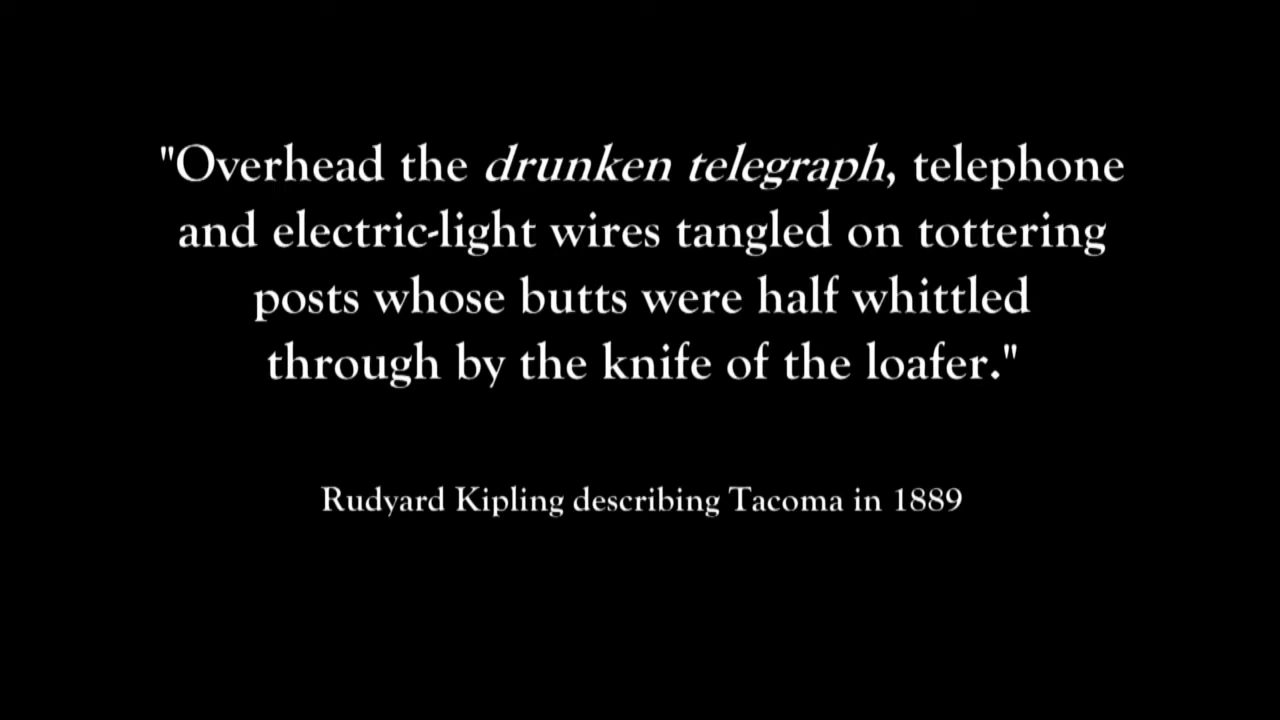 "Overhead the drunken telegraph, telephone
and electric-light wires tangled on tottering
posts whose butts were half whittled
through by the knife of the loafer."
Rudyard Kipling describing Tacoma in 1889